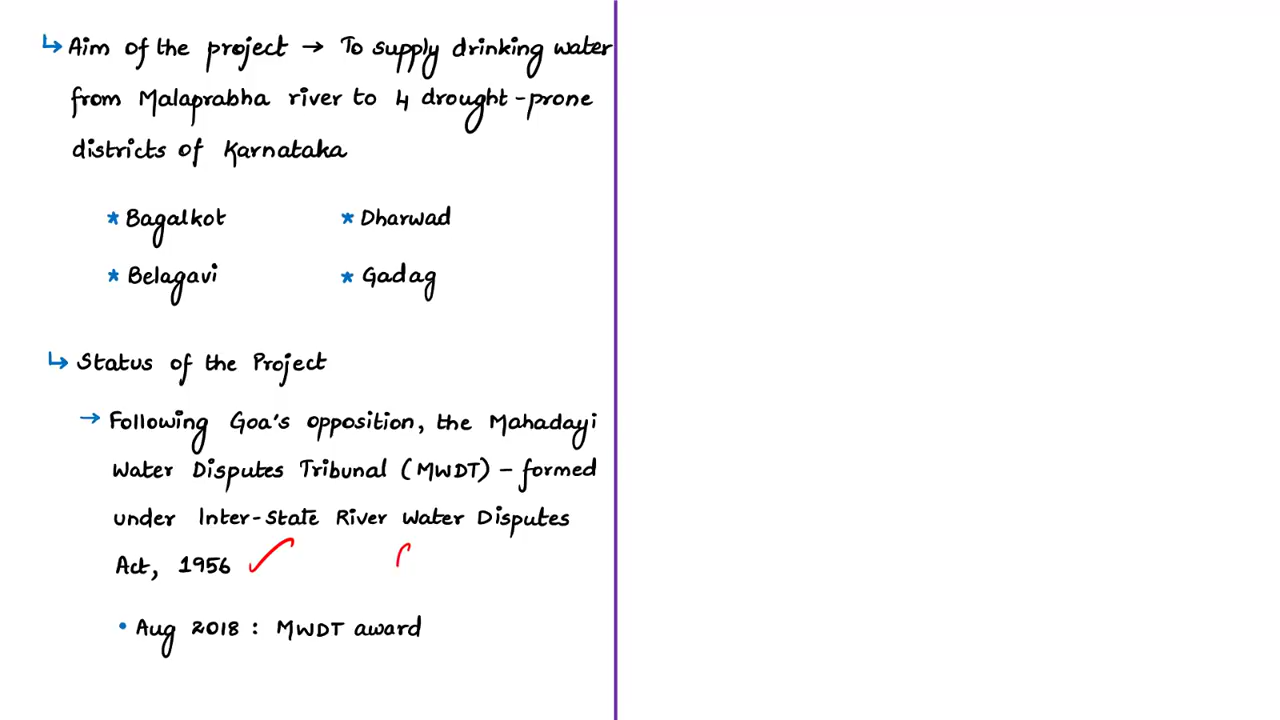 ↳ Aim of the project → To supply drinking water
from Malaprabha river to 4 drought-prone
districts of Karnataka
* Bagalkot * Dharwad
* Belagavi * Gadag
↳ Status of the Project
→ Following Goa's opposition, the Mahadayi
Water Disputes Tribunal (MWDT) – formed
under Inter-State River Water Disputes
Act, 1956
• Aug 2018 : MWDT award